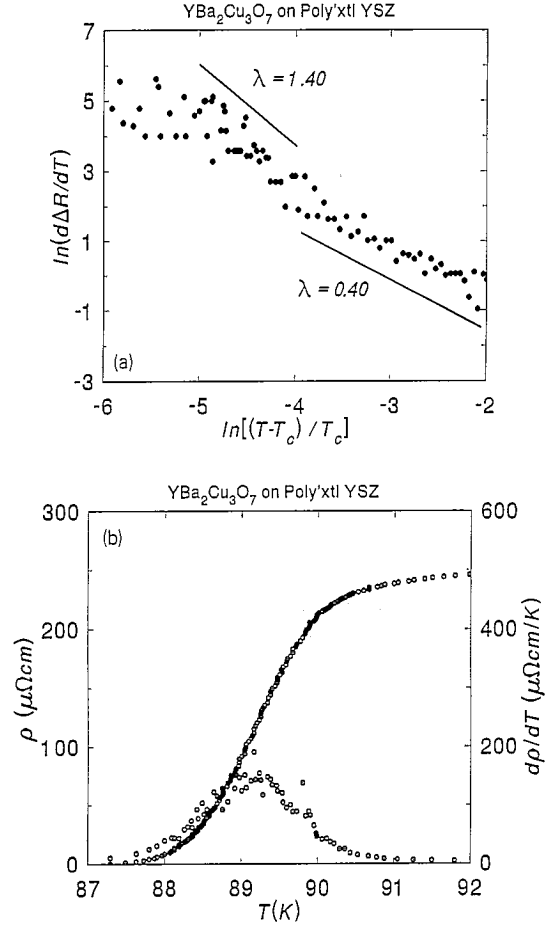 YBa₂Cu₃O₇ on Poly'xtl YSZ
7
5
3
1
-1
-3
ln(dΔR/dT)
λ = 1.40
λ = 0.40
(a)
-6 -5 -4 -3 -2
ln[(T-T_c) / T_c]
YBa₂Cu₃O₇ on Poly'xtl YSZ
(b)
300
200
100
0
ρ (μΩcm)
600
400
200
0
dρ/dT (μΩcm/K)
87 88 89 90 91 92
T(K)